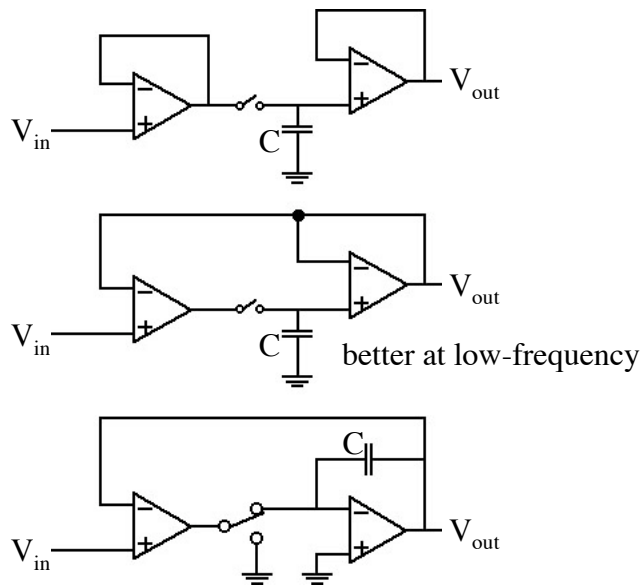 V_in
−
+
C
−
+
V_out
V_in
−
+
C
−
+
V_out
better at low-frequency
V_in
−
+
C
−
+
V_out